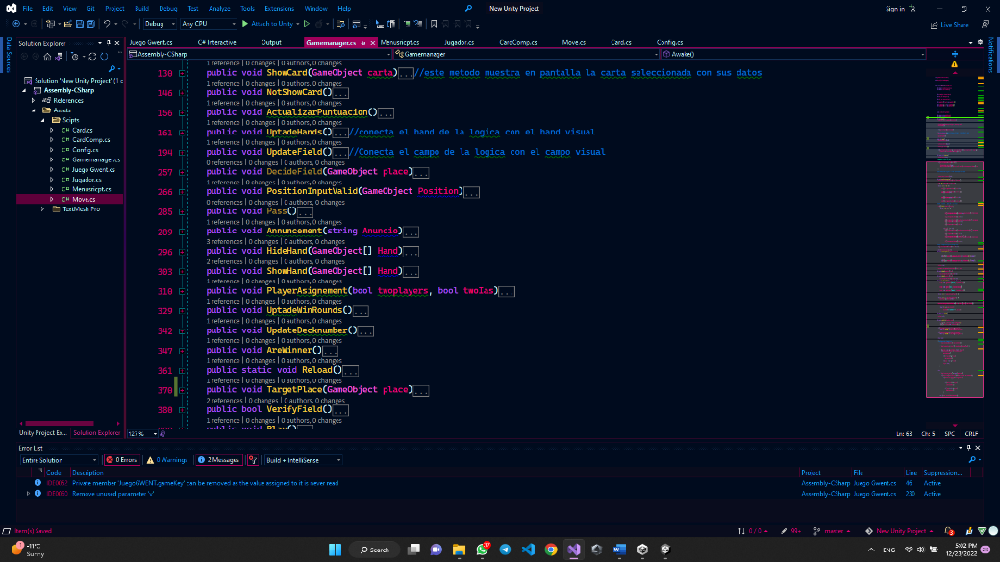 File Edit View Git Project Build Debug Test Analyze Tools Extensions Window Help New Unity Project Sign in
Debug Any CPU Attach to Unity Live Share
Data Sources
Notifications
Solution Explorer
Juego Gwent.cs C# Interactive Output Gamemanager.cs Menusricpt.cs Jugador.cs CardComp.cs Move.cs Card.cs Config.cs
Assembly-CSharp Gamemanager Awake()
Solution 'New Unity Project' (1 c
Assembly-CSharp
References
Assets
Scipts
Card.cs
CardComp.cs
Config.cs
Gamemanager.cs
Juego Gwent.cs
Jugador.cs
Menusricpt.cs
Move.cs
TextMesh Pro
1 reference | 0 changes | 0 authors, 0 changes
130 public void ShowCard(GameObject carta)...//este metodo muestra en pantalla la carta seleccionada con sus datos
1 reference | 0 changes | 0 authors, 0 changes
146 public void NotShowCard()...
1 reference | 0 changes | 0 authors, 0 changes
156 public void ActualizarPuntuacion()...
1 reference | 0 changes | 0 authors, 0 changes
161 public void UptadeHands()...//conecta el hand de la logica con el hand visual
1 reference | 0 changes | 0 authors, 0 changes
194 public void UpdateField()...//Conecta el campo de la logica con el campo visual
0 references | 0 changes | 0 authors, 0 changes
257 public void DecideField(GameObject place)...
1 reference | 0 changes | 0 authors, 0 changes
266 public void PositionInputValid(GameObject Position)...
0 references | 0 changes | 0 authors, 0 changes
285 public void Pass()...
1 reference | 0 changes | 0 authors, 0 changes
289 public void Annuncement(string Anuncio)...
3 references | 0 changes | 0 authors, 0 changes
296 public void HideHand(GameObject[] Hand)...
2 references | 0 changes | 0 authors, 0 changes
303 public void ShowHand(GameObject[] Hand)...
1 reference | 0 changes | 0 authors, 0 changes
310 public void PlayerAsignement(bool twoplayers, bool twoIas)...
1 reference | 0 changes | 0 authors, 0 changes
329 public void UptadeWinRounds()...
1 reference | 0 changes | 0 authors, 0 changes
342 public void UpdateDecknumber()...
1 reference | 0 changes | 0 authors, 0 changes
347 public void AreWinner()...
1 reference | 0 changes | 0 authors, 0 changes
361 public static void Reload()...
1 reference | 0 changes | 0 authors, 0 changes
370 public void TargetPlace(GameObject place)...
2 references | 0 changes | 0 authors, 0 changes
380 public bool VerifyField()...
1 reference | 0 changes | 0 authors, 0 changes
public void Play()...
Unity Project Ex... Solution Explorer
127 % Ln: 63 Ch: 5 SPC CRLF
Error List
Entire Solution 0 Errors 0 Warnings 2 Messages Build + IntelliSense
Code Description Project File Line Suppression...
IDE0052 Private member 'JuegoGWENT.gameKey' can be removed as the value assigned to it is never read Assembly-CSharp Juego Gwent.cs 46 Active
IDE0060 Remove unused parameter 'v' Assembly-CSharp Juego Gwent.cs 230 Active
Item(s) Saved 0 / 0 99+ master New Unity Project 3
1 -11°C
Sunny
Search
37
5:02 PM
12/23/2022
25